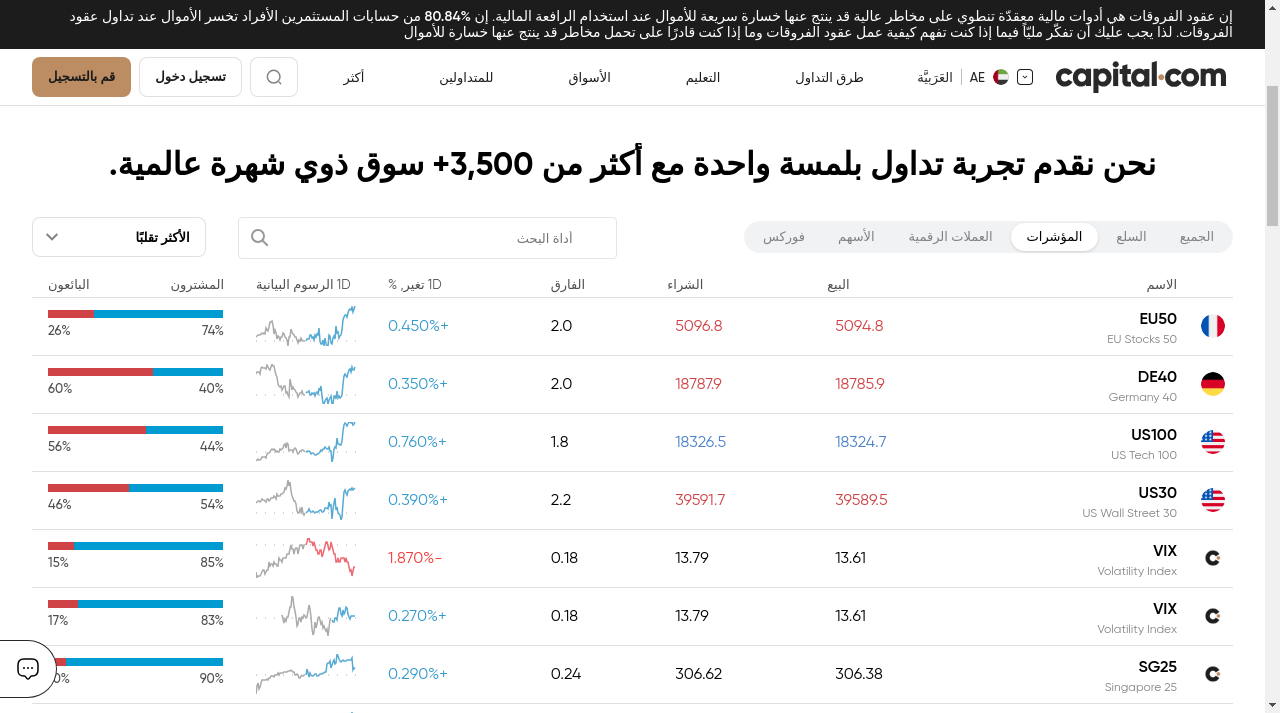 إن عقود الفروقات هي أدوات مالية معقدّة تنطوي على مخاطر عالية قد ينتج عنها خسارة سريعة للأموال عند استخدام الرافعة المالية. إن 80.84% من حسابات المستثمرين الأفراد تخسر الأموال عند تداول عقود
الفروقات. لذا يجب عليك أن تفكّر مليًّا فيما إذا كنت تفهم كيفية عمل عقود الفروقات وما إذا كنت قادرًا على تحمل مخاطر قد ينتج عنها خسارة للأموال
capital.com AE العَرَبِيَّة طرق التداول التعليم الأسواق للمتداولين أكثر تسجيل دخول قم بالتسجيل
نحن نقدم تجربة تداول بلمسة واحدة مع أكثر من 3,500+ سوق ذوي شهرة عالمية.
الجميع السلع المؤشرات العملات الرقمية الأسهم فوركس أداة البحث الأكثر تقلبًا
الاسم البيع الشراء الفارق 1D تغير, % 1D الرسوم البيانية المشترون البائعون
EU50 5094.8 5096.8 2.0 0.450%+ 74% 26%
EU Stocks 50
DE40 18785.9 18787.9 2.0 0.350%+ 40% 60%
Germany 40
US100 18324.7 18326.5 1.8 0.760%+ 44% 56%
US Tech 100
US30 39589.5 39591.7 2.2 0.390%+ 54% 46%
US Wall Street 30
VIX 13.61 13.79 0.18 1.870%- 85% 15%
Volatility Index
VIX 13.61 13.79 0.18 0.270%+ 83% 17%
Volatility Index
SG25 306.38 306.62 0.24 0.290%+ 90%
Singapore 25